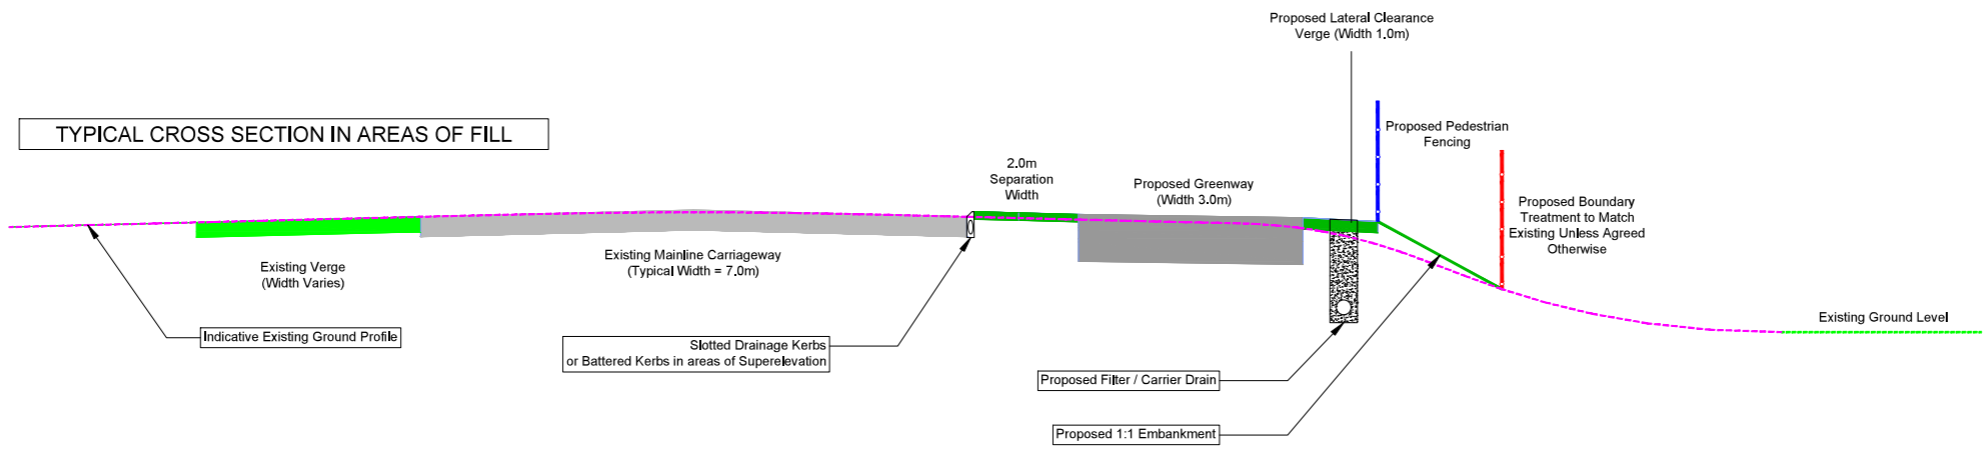 Proposed Lateral Clearance
Verge (Width 1.0m)
TYPICAL CROSS SECTION IN AREAS OF FILL
Proposed Pedestrian
Fencing
2.0m
Separation
Width
Proposed Greenway
(Width 3.0m)
Proposed Boundary
Treatment to Match
Existing Unless Agreed
Otherwise
Existing Verge
(Width Varies)
Existing Mainline Carriageway
(Typical Width = 7.0m)
Existing Ground Level
Indicative Existing Ground Profile
Slotted Drainage Kerbs
or Battered Kerbs in areas of Superelevation
Proposed Filter / Carrier Drain
Proposed 1:1 Embankment